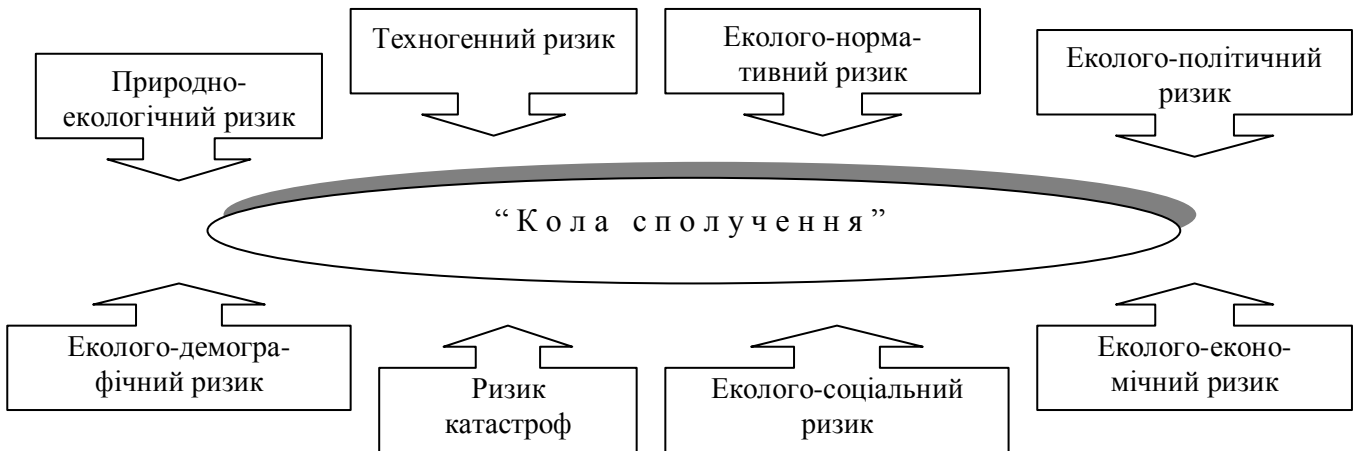 Природно-
екологічний ризик
Техногенний ризик
Еколого-норма-
тивний ризик
Еколого-політичний
ризик
“Кола сполучення”
Еколого-демогра-
фічний ризик
Ризик
катастроф
Еколого-соціальний
ризик
Еколого-еконо-
мічний ризик